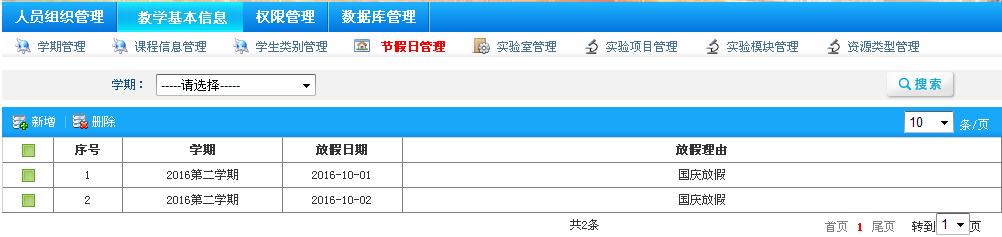 人员组织管理 教学基本信息 权限管理 数据库管理
学期管理 课程信息管理 学生类别管理 节假日管理 实验室管理 实验项目管理 实验模块管理 资源类型管理
学期： -----请选择----- 搜索
新增 删除 10 条/页
序号 学期 放假日期 放假理由
1 2016第二学期 2016-10-01 国庆放假
2 2016第二学期 2016-10-02 国庆放假
共2条 首页 1 尾页 转到 1 页